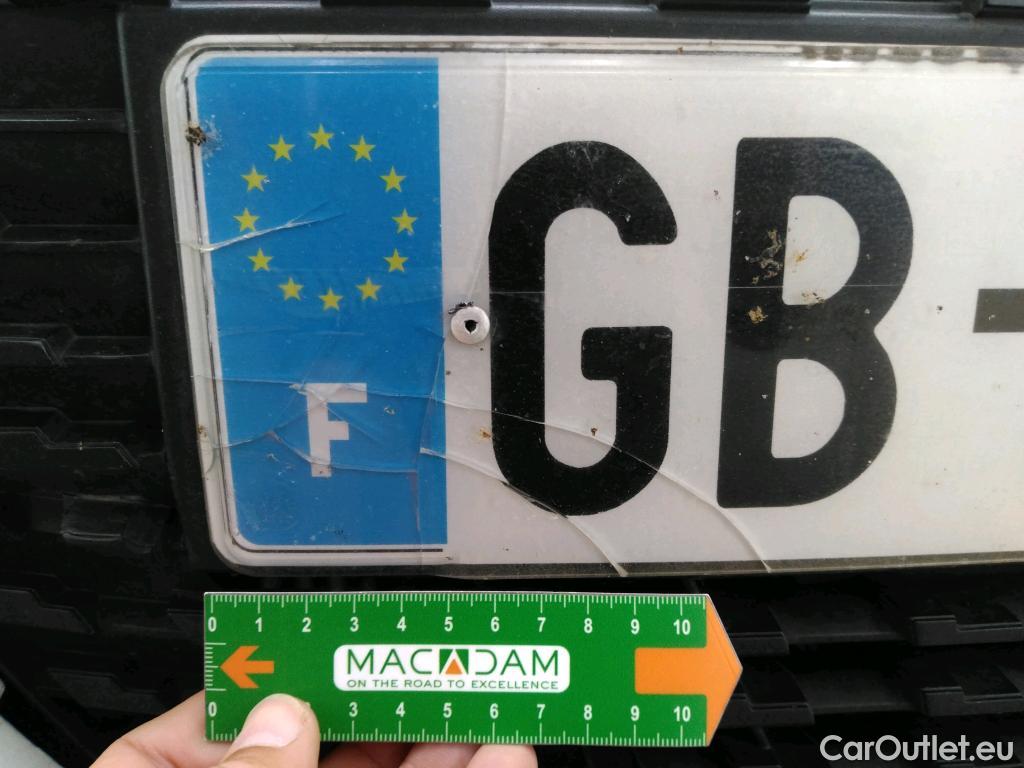 F
GB-
0 1 2 3 4 5 6 7 8 9 10
MACADAM
ON THE ROAD TO EXCELLENCE
0 3 4 5 6 7 8 9 10
CarOutlet.eu